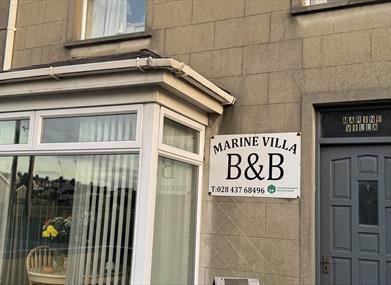 MARINE
VILLA
MARINE VILLA
B&B
T:028 437 68496